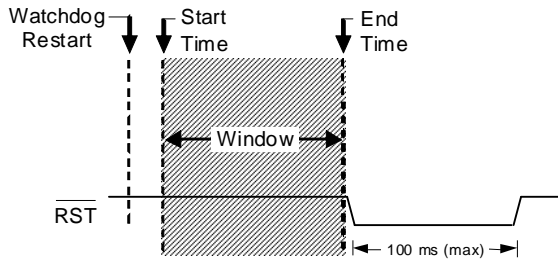 Watchdog
Restart
Start
Time
End
Time
Window
RST
100 ms (max)